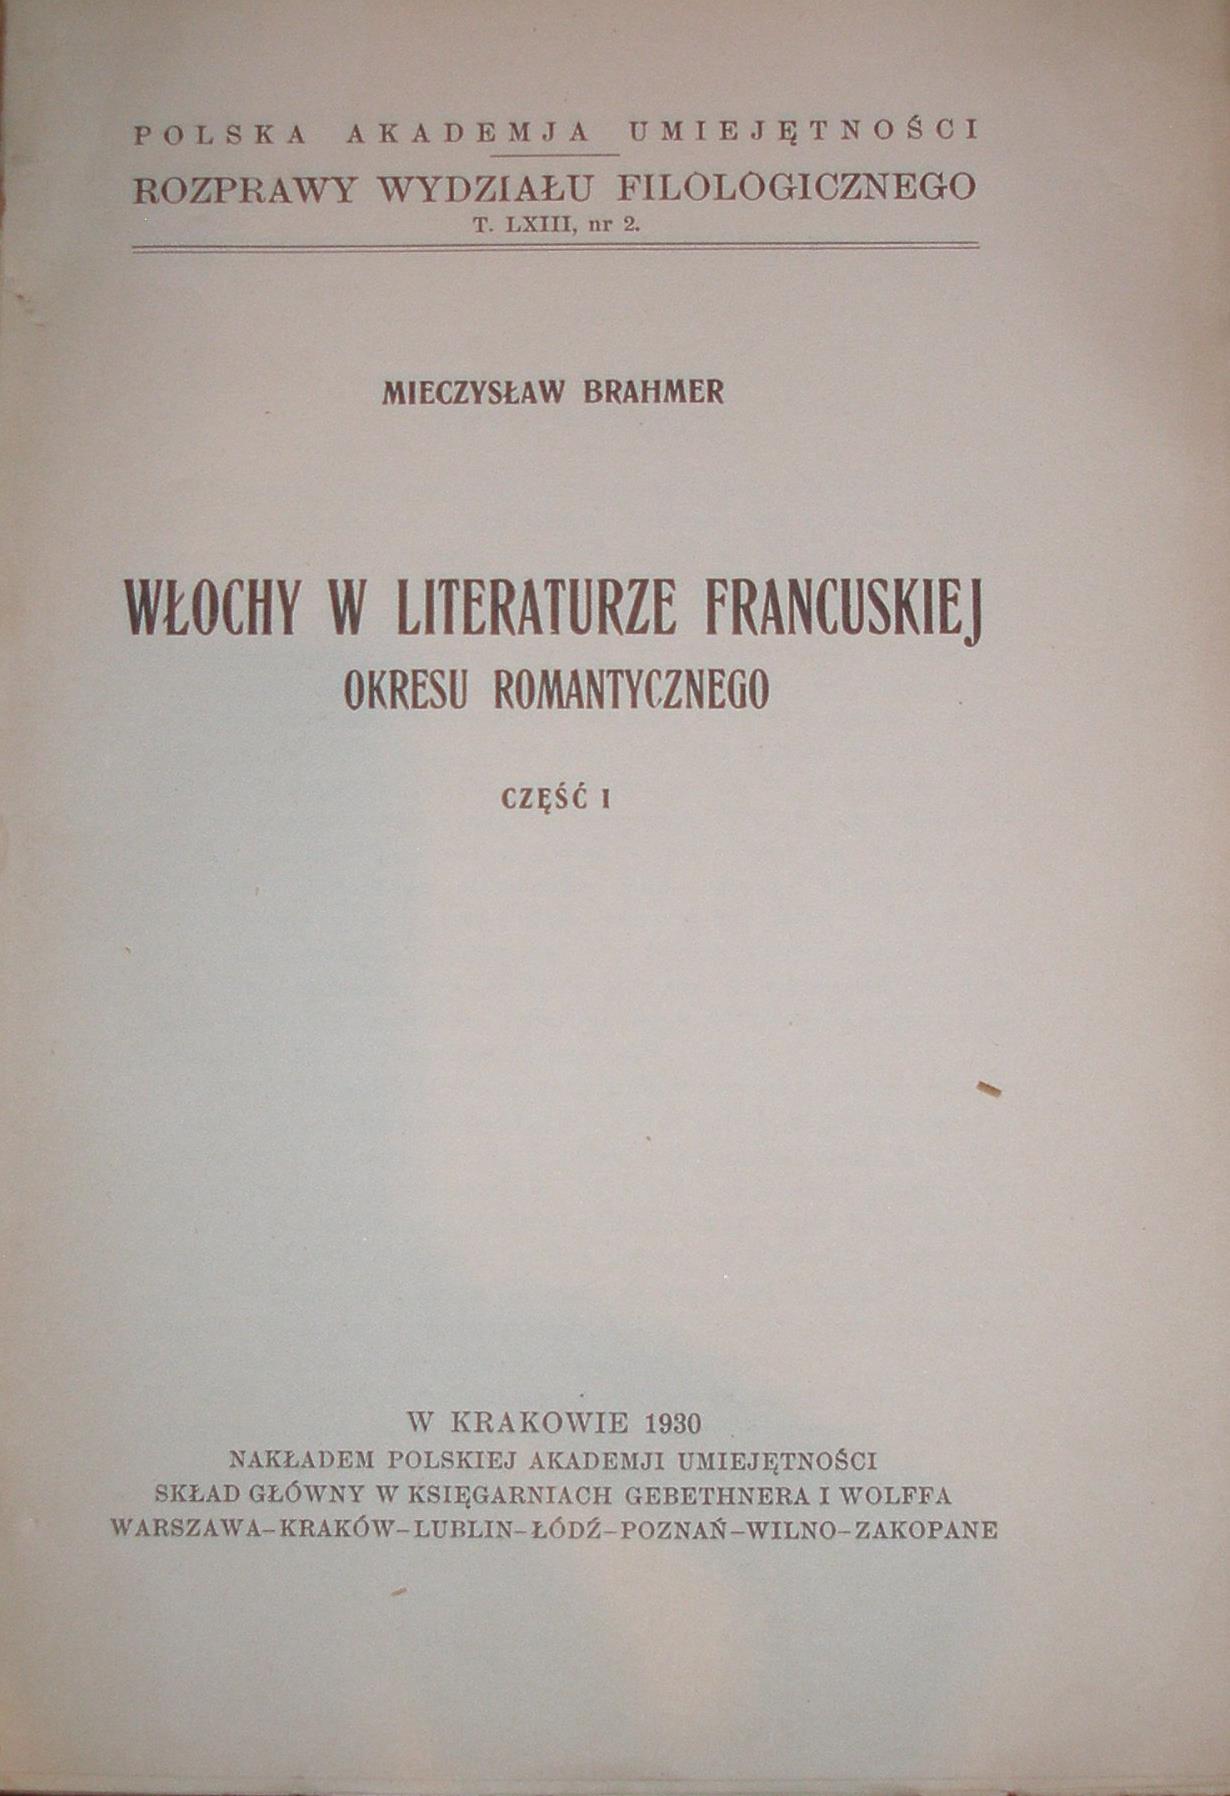 POLSKA AKADEMJA UMIEJĘTNOŚCI
ROZPRAWY WYDZIAŁU FILOLOGICZNEGO
T. LXIII, nr 2.
MIECZYSŁAW BRAHMER
WŁOCHY W LITERATURZE FRANCUSKIEJ
OKRESU ROMANTYCZNEGO
CZĘŚĆ I
W KRAKOWIE 1930
NAKŁADEM POLSKIEJ AKADEMJI UMIEJĘTNOŚCI
SKŁAD GŁÓWNY W KSIĘGARNIACH GEBETHNERA I WOLFFA
WARSZAWA–KRAKÓW–LUBLIN–ŁÓDŹ–POZNAŃ–WILNO–ZAKOPANE